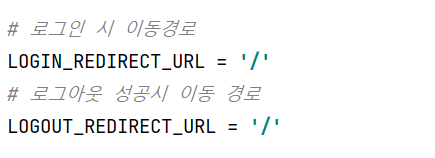 # 로그인 시 이동경로
LOGIN_REDIRECT_URL = '/'
# 로그아웃 성공시 이동 경로
LOGOUT_REDIRECT_URL = '/'